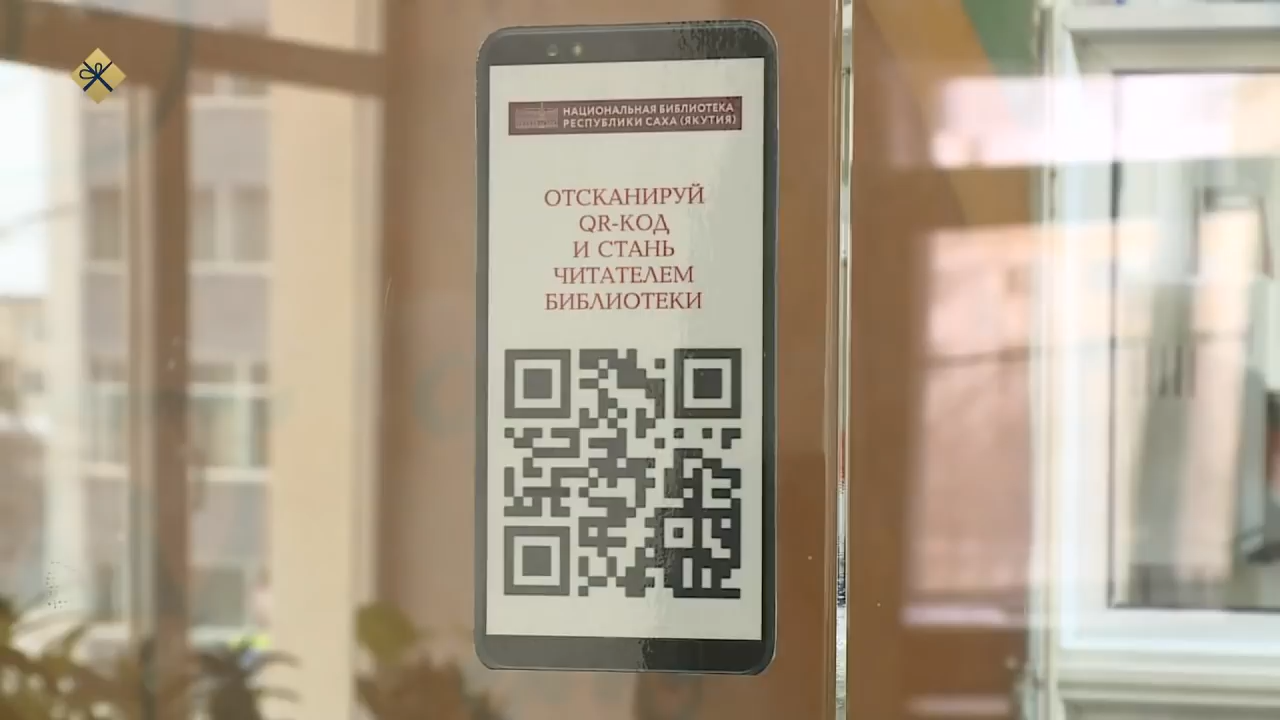 НАЦИОНАЛЬНАЯ БИБЛИОТЕКА
РЕСПУБЛИКИ САХА (ЯКУТИЯ)
ОТСКАНИРУЙ
QR-КОД
И СТАНЬ
ЧИТАТЕЛЕМ
БИБЛИОТЕКИ